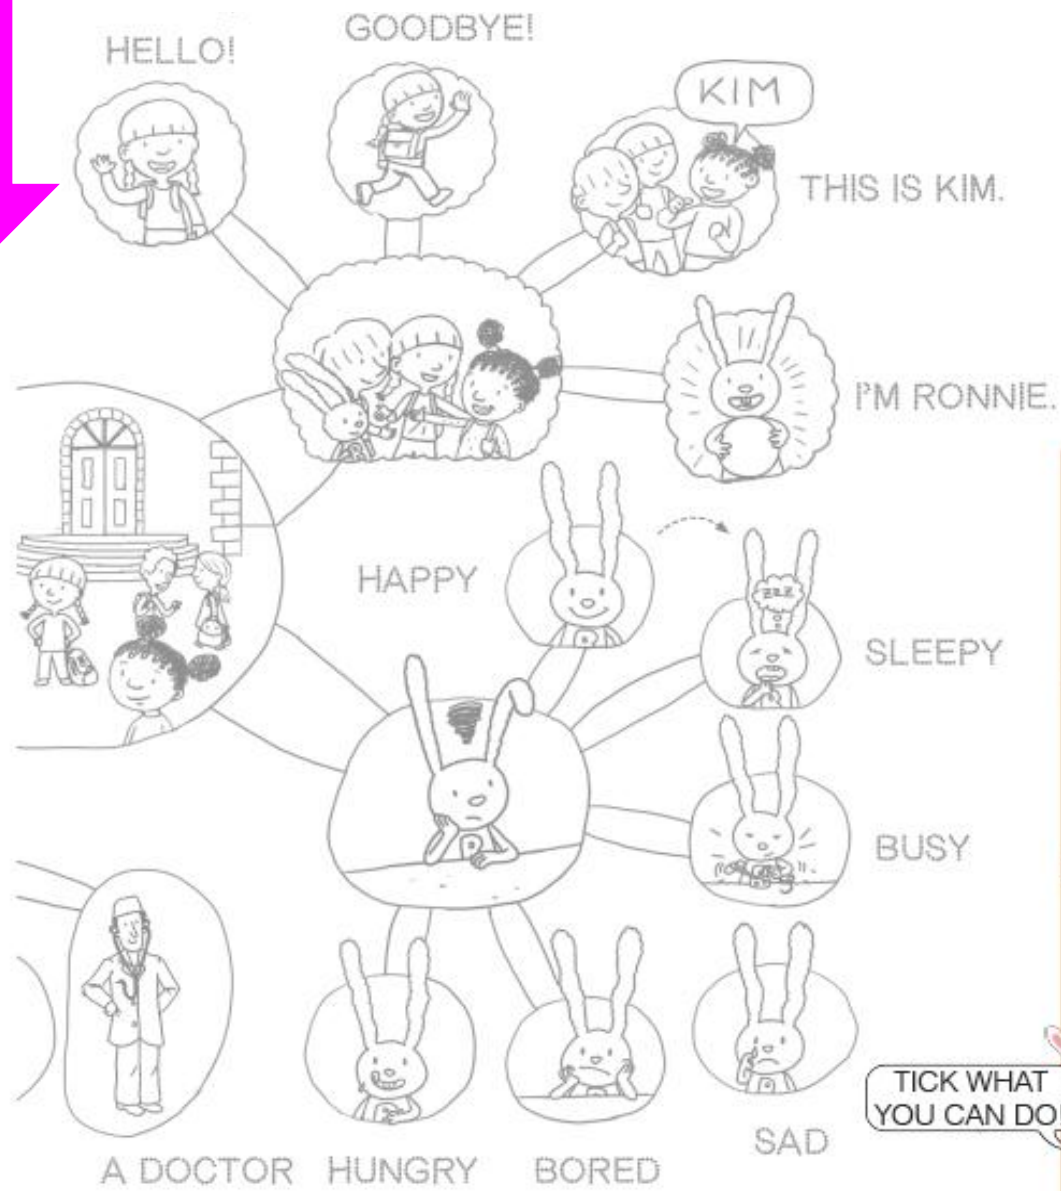 HELLO!
GOODBYE!
KIM
THIS IS KIM.
I'M RONNIE.
HAPPY
ZZZ
SLEEPY
BUSY
TICK WHAT
YOU CAN DO
SAD
A DOCTOR
HUNGRY
BORED